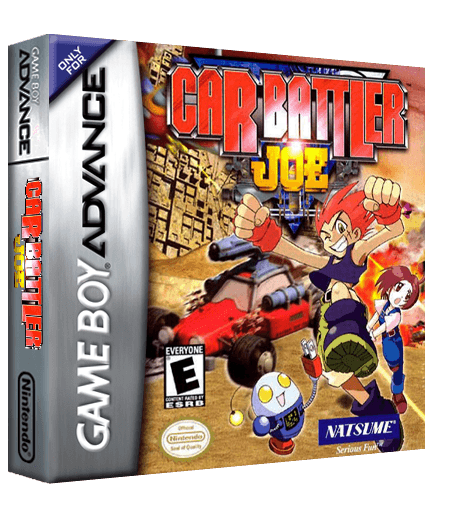 GAME BOY
ADVANCE
CAR BATTLER
JOE
Nintendo®
GAME BOY ADVANCE
ONLY
FOR
CAR BATTLER
JOE
EVERYONE
E
CONTENT RATED BY
ESRB
Official
Nintendo
Seal of Quality
NATSUME®
Serious Fun™